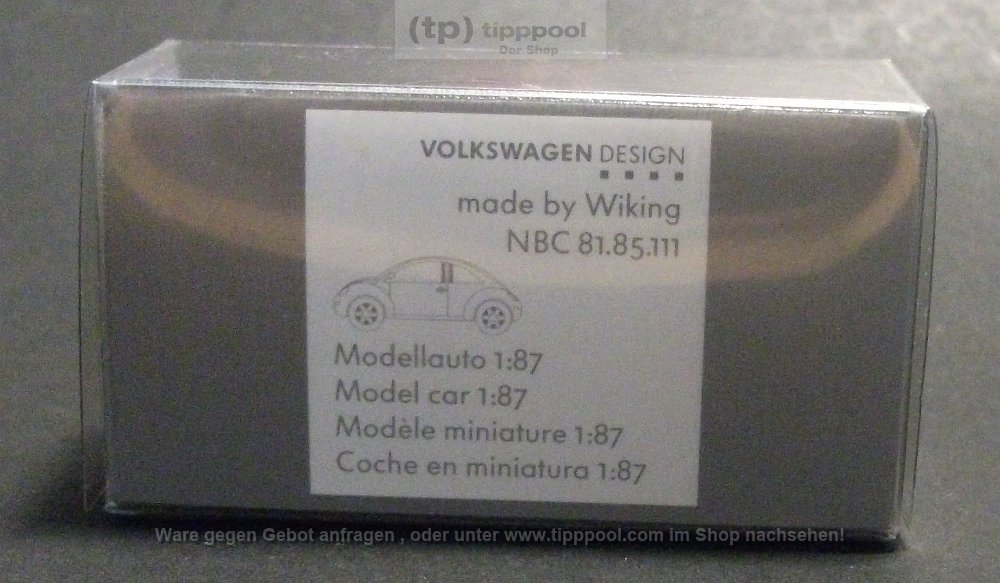 (tp) tipppool
Der Shop
VOLKSWAGEN DESIGN
made by Wiking
NBC 81.85.111
Modellauto 1:87
Model car 1:87
Modèle miniature 1:87
Coche en miniatura 1:87
Ware gegen Gebot anfragen , oder unter www.tipppool.com im Shop nachsehen!